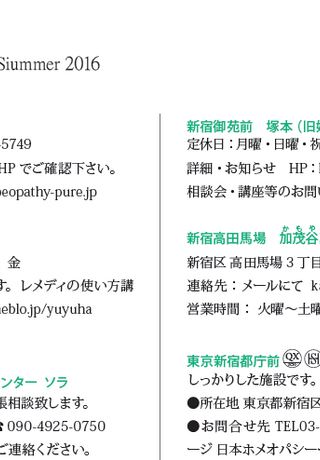 Siummer 2016
-5749
HP でご確認下さい。
eopathy-pure.jp
金
す。レメディの使い方講
meblo.jp/yuyuha
ンター ソラ
張相談致します。
090-4925-0750
ご連絡ください。
新宿御苑前 塚本（旧
定休日：月曜・日曜・祝
詳細・お知らせ HP：
相談会・講座等のお問い
かもや
新宿高田馬場 加茂谷
新宿区 高田馬場 3 丁目
連絡先：メールにて k
営業時間： 火曜～土曜
東京新宿都庁前
しっかりした施設です。
●所在地 東京都新宿区
●お問合せ先 TEL03-
ージ 日本ホメオパシー